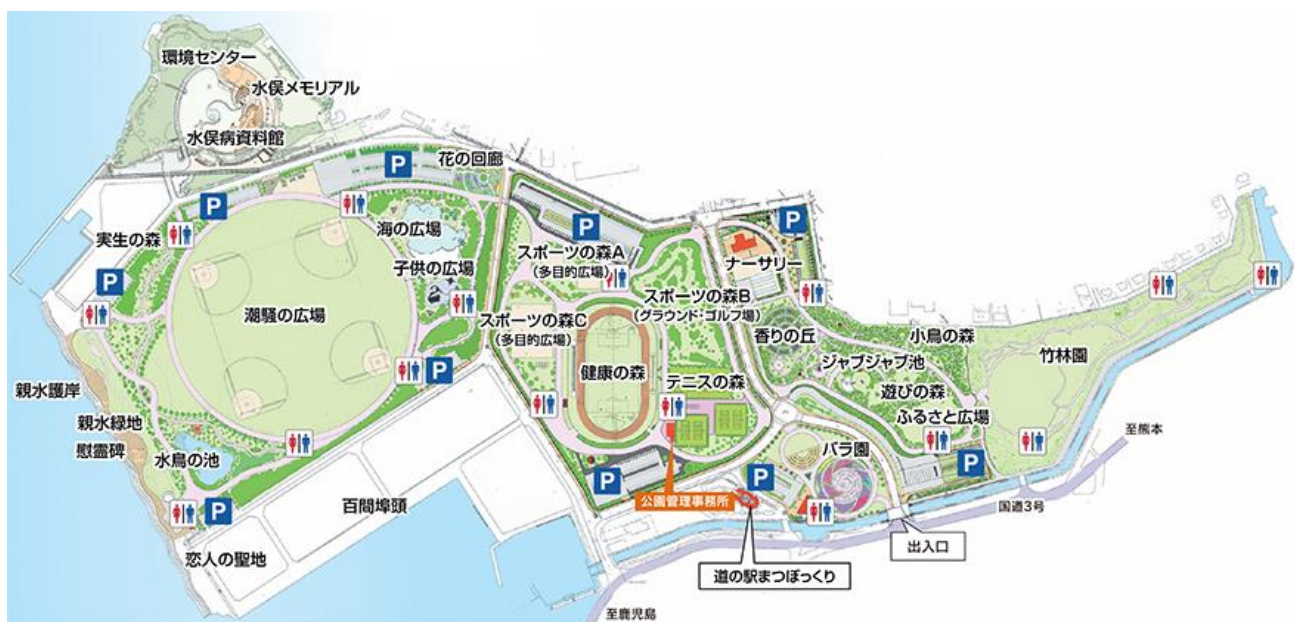 環境センター
水俣メモリアル
水俣病資料館
花の回廊
P
P
P
P
実生の森
海の広場
スポーツの森A
(多目的広場)
ナーサリー
子供の広場
P
スポーツの森B
(グラウンド・ゴルフ場)
潮騒の広場
スポーツの森C
(多目的広場)
香りの丘
小鳥の森
竹林園
ジャブジャブ池
健康の森
テニスの森
P
親水護岸
遊びの森
ふるさと広場
親水緑地
慰霊碑
水鳥の池
バラ園
至熊本
P
P
P
公園管理事務所
百間埠頭
P
国道3号
出入口
恋人の聖地
道の駅まつぼっくり
至鹿児島